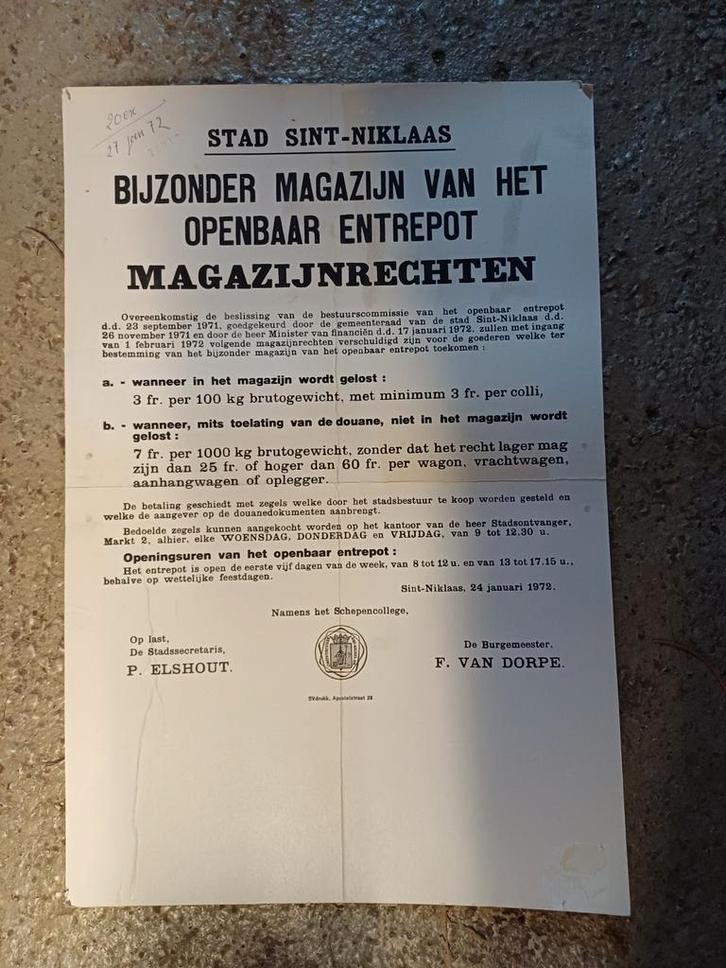 20 ex
27 jan 72
STAD SINT-NIKLAAS
BIJZONDER MAGAZIJN VAN HET
OPENBAAR ENTREPOT
MAGAZIJNRECHTEN
Overeenkomstig de beslissing van de bestuurscommissie van het openbaar entrepot
d.d. 23 september 1971, goedgekeurd door de gemeenteraad van de stad Sint-Niklaas d.d.
26 november 1971 en door de heer Minister van financiën d.d. 17 januari 1972, zullen met ingang
van 1 februari 1972 volgende magazijnrechten verschuldigd zijn voor de goederen welke ter
bestemming van het bijzonder magazijn van het openbaar entrepot toekomen :
a. - wanneer in het magazijn wordt gelost :
3 fr. per 100 kg brutogewicht, met minimum 3 fr. per colli,
b. - wanneer, mits toelating van de douane, niet in het magazijn wordt
gelost :
7 fr. per 1000 kg brutogewicht, zonder dat het recht lager mag
zijn dan 25 fr. of hoger dan 60 fr. per wagon, vrachtwagen,
aanhangwagen of oplegger.
De betaling geschiedt met zegels welke door het stadsbestuur te koop worden gesteld en
welke de aangever op de douanedokumenten aanbrengt.
Bedoelde zegels kunnen aangekocht worden op het kantoor van de heer Stadsontvanger,
Markt 2, alhier, elke WOENSDAG, DONDERDAG en VRIJDAG, van 9 tot 12.30 u.
Openingsuren van het openbaar entrepot :
Het entrepot is open de eerste vijf dagen van de week, van 8 tot 12 u. en van 13 tot 17.15 u.,
behalve op wettelijke feestdagen.
Sint-Niklaas, 24 januari 1972.
Namens het Schepencollege,
Op last,
De Stadssecretaris,
P. ELSHOUT.
De Burgemeester,
F. VAN DORPE.
SVdrukk, Apostelstraat 28